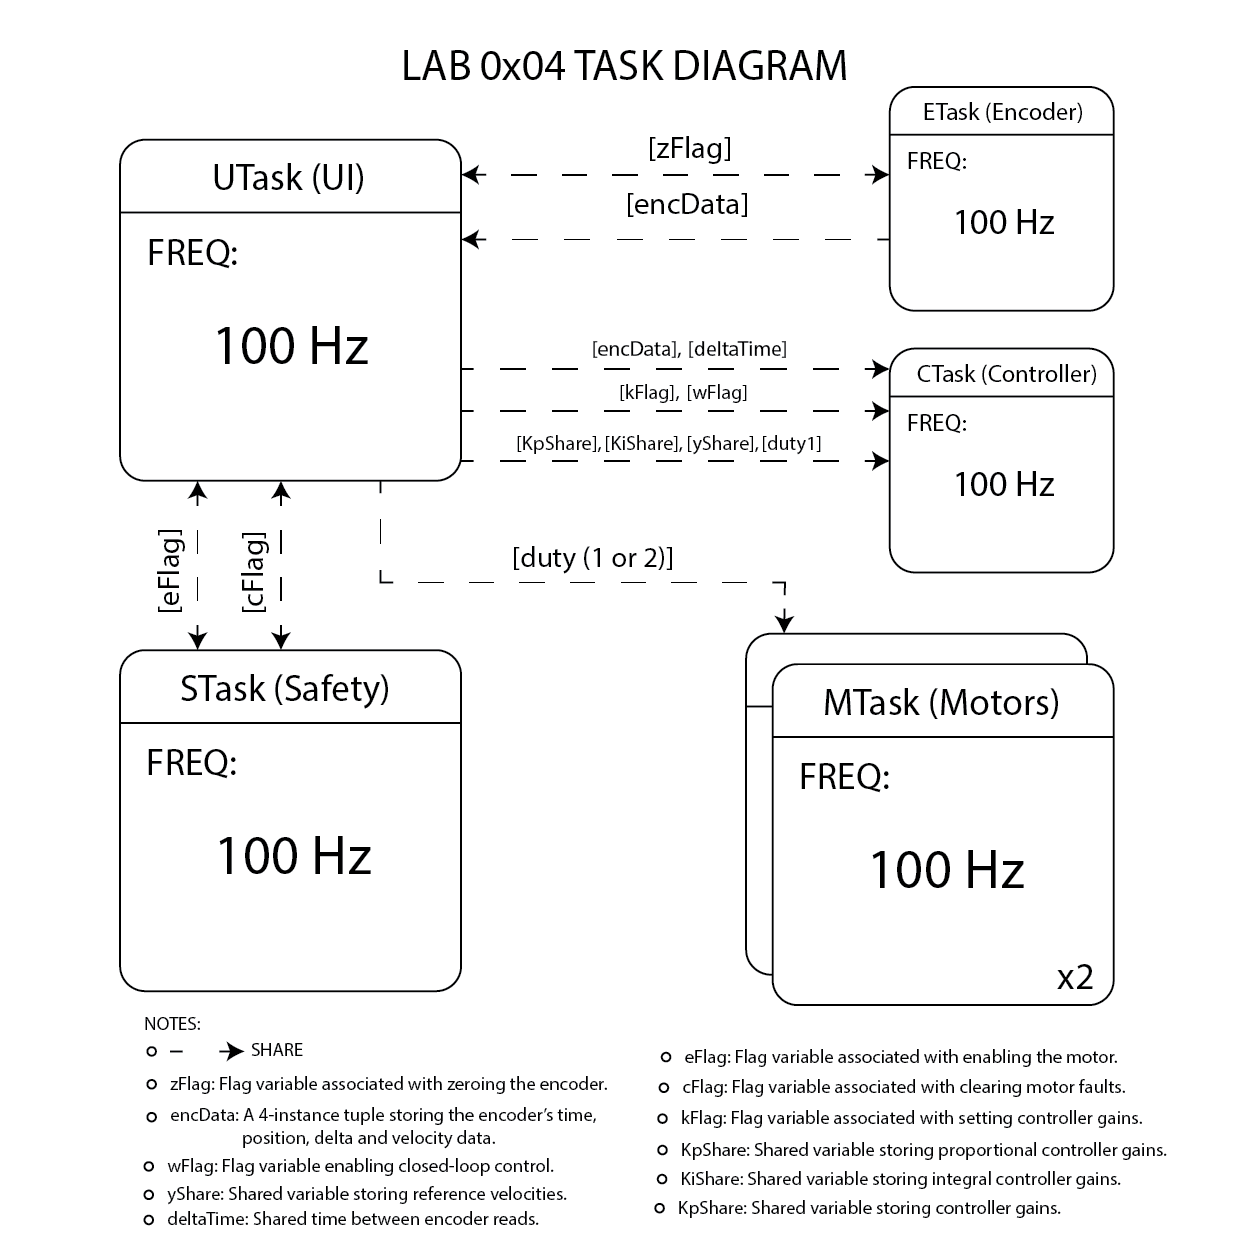 LAB 0x04 TASK DIAGRAM
UTask (UI)
FREQ:
100 Hz
[zFlag]
[encData]
ETask (Encoder)
FREQ:
100 Hz
[encData], [deltaTime]
[kFlag], [wFlag]
[KpShare], [KiShare], [yShare], [duty1]
CTask (Controller)
FREQ:
100 Hz
[eFlag]
[cFlag]
[duty (1 or 2)]
STask (Safety)
FREQ:
100 Hz
MTask (Motors)
FREQ:
100 Hz
x2
NOTES:
SHARE
zFlag: Flag variable associated with zeroing the encoder.
encData: A 4-instance tuple storing the encoder's time,
position, delta and velocity data.
wFlag: Flag variable enabling closed-loop control.
yShare: Shared variable storing reference velocities.
deltaTime: Shared time between encoder reads.
eFlag: Flag variable associated with enabling the motor.
cFlag: Flag variable associated with clearing motor faults.
kFlag: Flag variable associated with setting controller gains.
KpShare: Shared variable storing proportional controller gains.
KiShare: Shared variable storing integral controller gains.
KpShare: Shared variable storing controller gains.